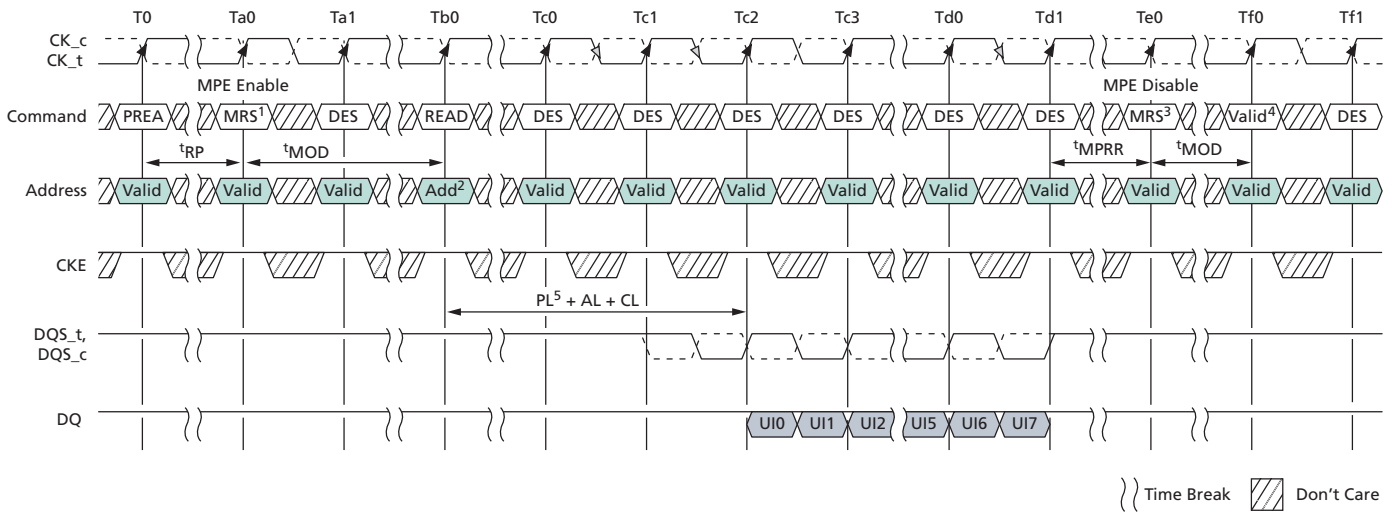 T0 Ta0 Ta1 Tb0 Tc0 Tc1 Tc2 Tc3 Td0 Td1 Te0 Tf0 Tf1
CK_c
CK_t
MPE Enable MPE Disable
Command PREA MRS1 DES READ DES DES DES DES DES DES MRS3 Valid4 DES
tRP tMOD tMPRR tMOD
Address Valid Valid Valid Add2 Valid Valid Valid Valid Valid Valid Valid Valid Valid
CKE
PL5 + AL + CL
DQS_t,
DQS_c
DQ UI0 UI1 UI2 UI5 UI6 UI7
Time Break Don't Care